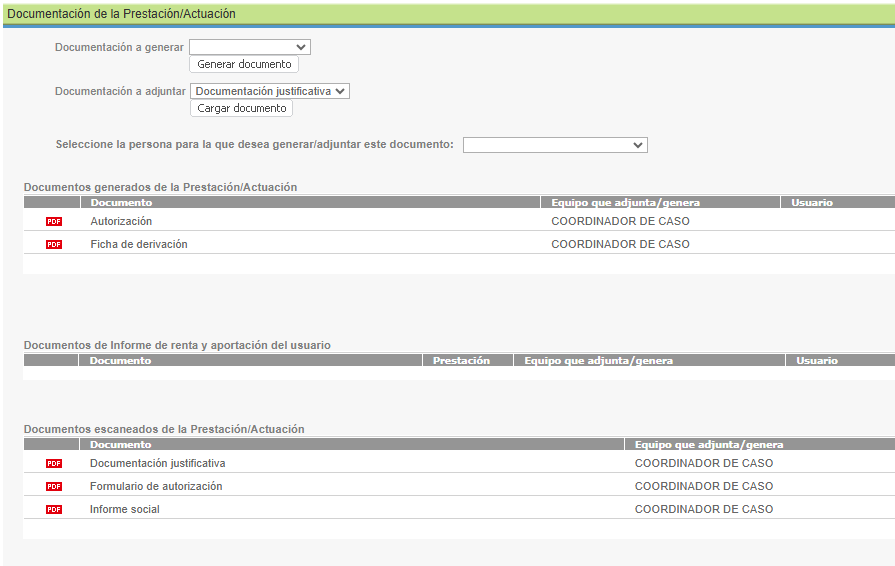 Documentación de la Prestación/Actuación
Documentación a generar
Generar documento
Documentación a adjuntar Documentación justificativa
Cargar documento
Seleccione la persona para la que desea generar/adjuntar este documento:
Documentos generados de la Prestación/Actuación
Documento Equipo que adjunta/genera Usuario
PDF Autorización COORDINADOR DE CASO
PDF Ficha de derivación COORDINADOR DE CASO
Documentos de Informe de renta y aportación del usuario
Documento Prestación Equipo que adjunta/genera Usuario
Documentos escaneados de la Prestación/Actuación
Documento Equipo que adjunta/genera
PDF Documentación justificativa COORDINADOR DE CASO
PDF Formulario de autorización COORDINADOR DE CASO
PDF Informe social COORDINADOR DE CASO